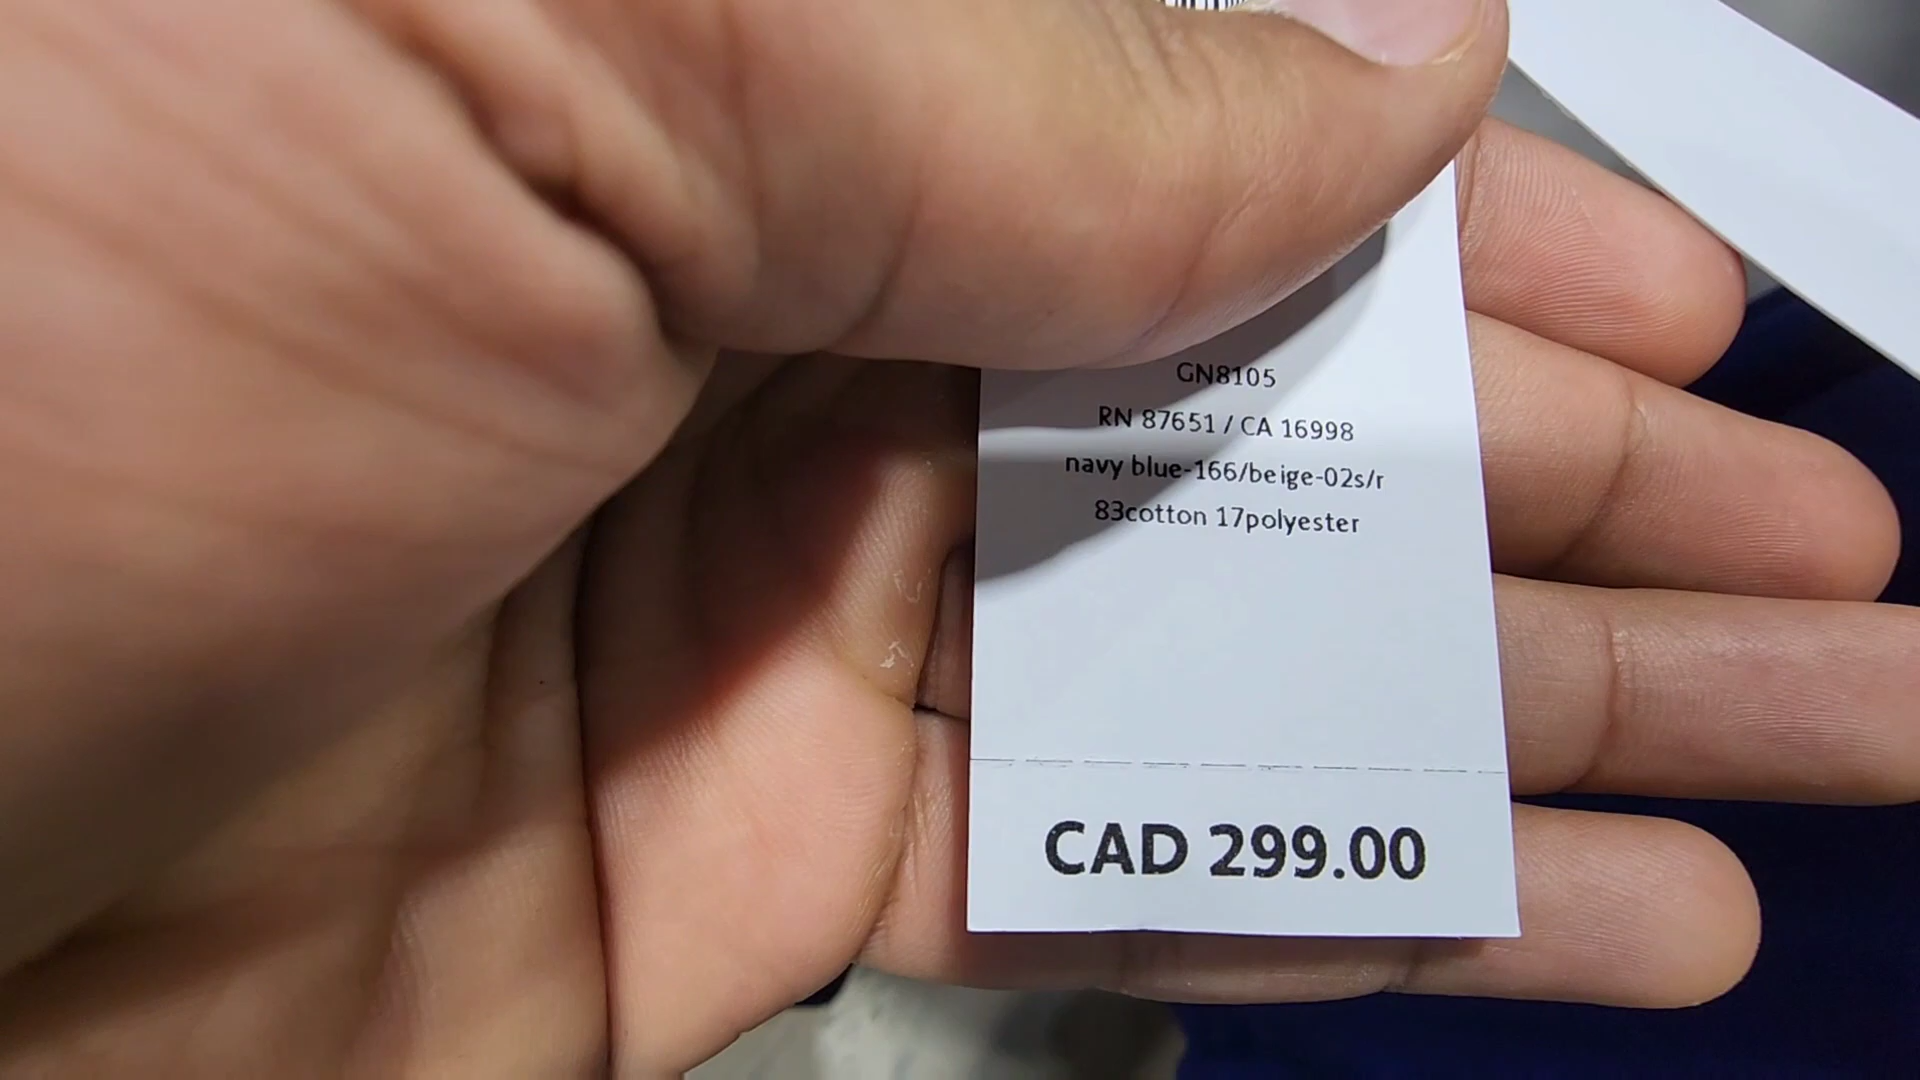 GN8105
RN 87651 / CA 16998
navy blue-166/beige-02s/r
83cotton 17polyester
CAD 299.00